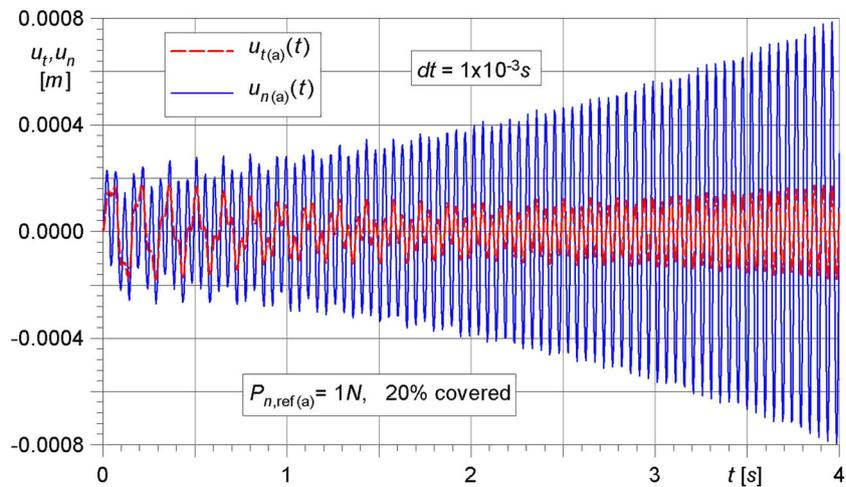 0.0008
u_t,u_n
[m]
0.0004
0.0000
-0.0004
-0.0008
u_t(a)(t)
u_n(a)(t)
dt = 1x10⁻³s
P_n,ref(a)= 1N, 20% covered
0 1 2 3 t [s] 4